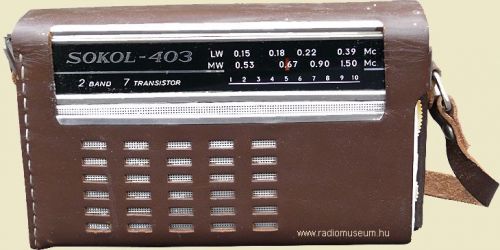 SOKOL-403
LW 0.15 0.18 0.22 0.39 Mc
MW 0.53 0.67 0.90 1.50 Mc
2 BAND 7 TRANSISTOR
1 2 3 4 5 6 7 8 9 10
www.radiomuseum.hu